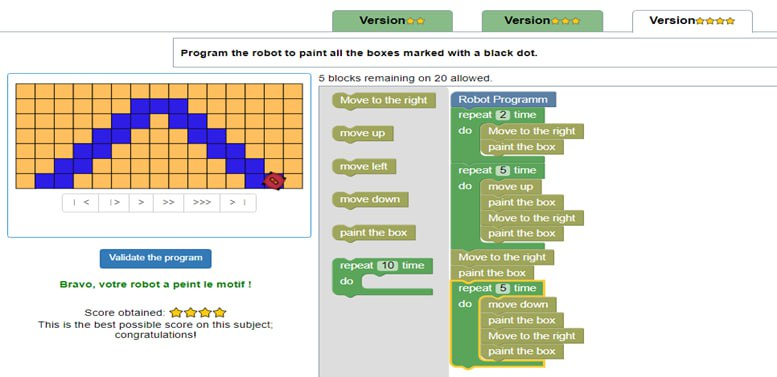 Version
Version
Version
Program the robot to paint all the boxes marked with a black dot.
5 blocks remaining on 20 allowed.
| < |> > >> >>> > |
Validate the program
Bravo, votre robot a peint le motif !
Score obtained:
This is the best possible score on this subject;
congratulations!
Move to the right
move up
move left
move down
paint the box
repeat 10 time
do
Robot Programm
repeat 2 time
do Move to the right
paint the box
repeat 5 time
do move up
paint the box
Move to the right
paint the box
Move to the right
paint the box
repeat 5 time
do move down
paint the box
Move to the right
paint the box